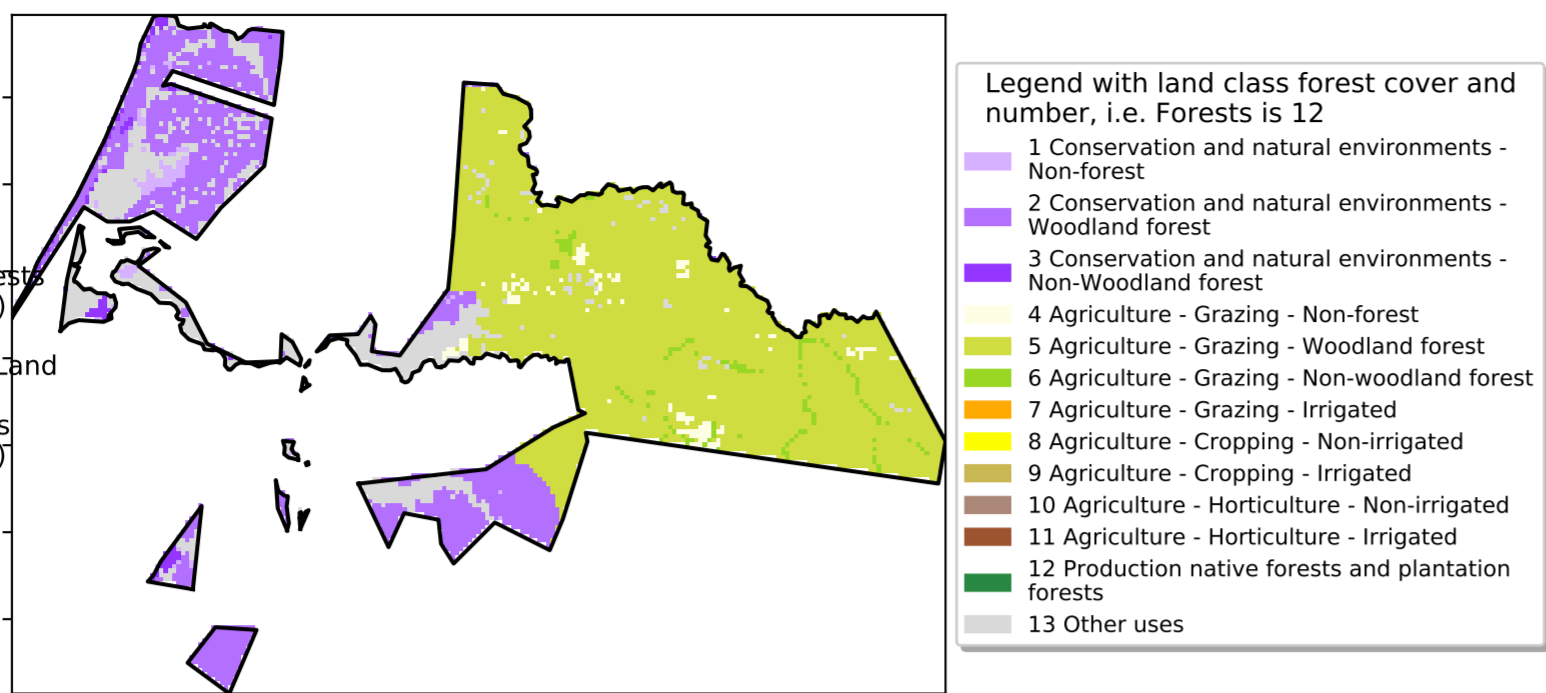 Legend with land class forest cover and
number, i.e. Forests is 12
1 Conservation and natural environments -
Non-forest
2 Conservation and natural environments -
Woodland forest
3 Conservation and natural environments -
Non-Woodland forest
4 Agriculture - Grazing - Non-forest
5 Agriculture - Grazing - Woodland forest
6 Agriculture - Grazing - Non-woodland forest
7 Agriculture - Grazing - Irrigated
8 Agriculture - Cropping - Non-irrigated
9 Agriculture - Cropping - Irrigated
10 Agriculture - Horticulture - Non-irrigated
11 Agriculture - Horticulture - Irrigated
12 Production native forests and plantation
forests
13 Other uses
ests
)
Land
s
)